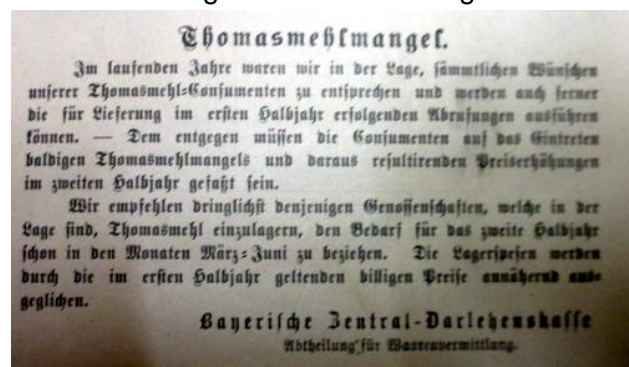 Thomasmehlmangel.
Im laufenden Jahre waren wir in der Lage, sämmtlichen Wünschen
unserer Thomasmehl-Consumenten zu entsprechen und werden auch ferner
die für Lieferung im ersten Halbjahr erfolgenden Abrufungen ausführen
können. — Dem entgegen müssen die Consumenten auf das Eintreten
baldigen Thomasmehlmangels und daraus resultirenden Preiserhöhungen
im zweiten Halbjahr gefaßt sein.
Wir empfehlen dringlichst denjenigen Genossenschaften, welche in der
Lage sind, Thomasmehl einzulagern, den Bedarf für das zweite Halbjahr
schon in den Monaten März-Juni zu beziehen. Die Lagerspesen werden
durch die im ersten Halbjahr geltenden billigen Preise annähernd aus-
geglichen.
Bayerische Zentral-Darlehenskasse
Abtheilung für Waarenvermittlung.